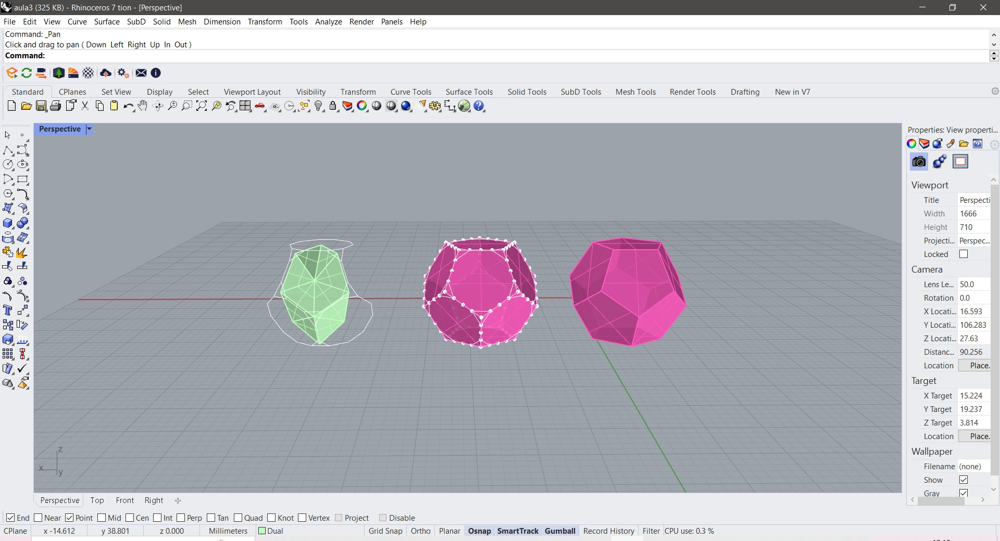 aula3 (325 KB) - Rhinoceros 7 tion - [Perspective]
File Edit View Curve Surface SubD Solid Mesh Dimension Transform Tools Analyze Render Panels Help
Command: _Pan
Click and drag to pan ( Down Left Right Up In Out )
Command:
Standard CPlanes Set View Display Select Viewport Layout Visibility Transform Curve Tools Surface Tools Solid Tools SubD Tools Mesh Tools Render Tools Drafting New in V7
Perspective
Properties: View properti...
Viewport
Title Perspecti
Width 1666
Height 710
Projecti... Perspec...
Locked
Camera
Lens Le... 50.0
Rotation 0.0
X Locati... 16.593
Y Locati... 106.283
Z Locati... 27.63
Distanc... 90.256
Location Place.
Target
X Target 15.224
Y Target 19.237
Z Target 3.814
Location Place.
Wallpaper
Filename (none)
Show
Gray
z
x
y
Perspective Top Front Right
End Near Point Mid Cen Int Perp Tan Quad Knot Vertex Project Disable
CPlane x -14.612 y 38.801 z 0.000 Millimeters Dual Grid Snap Ortho Planar Osnap SmartTrack Gumball Record History Filter CPU use: 0.3 %